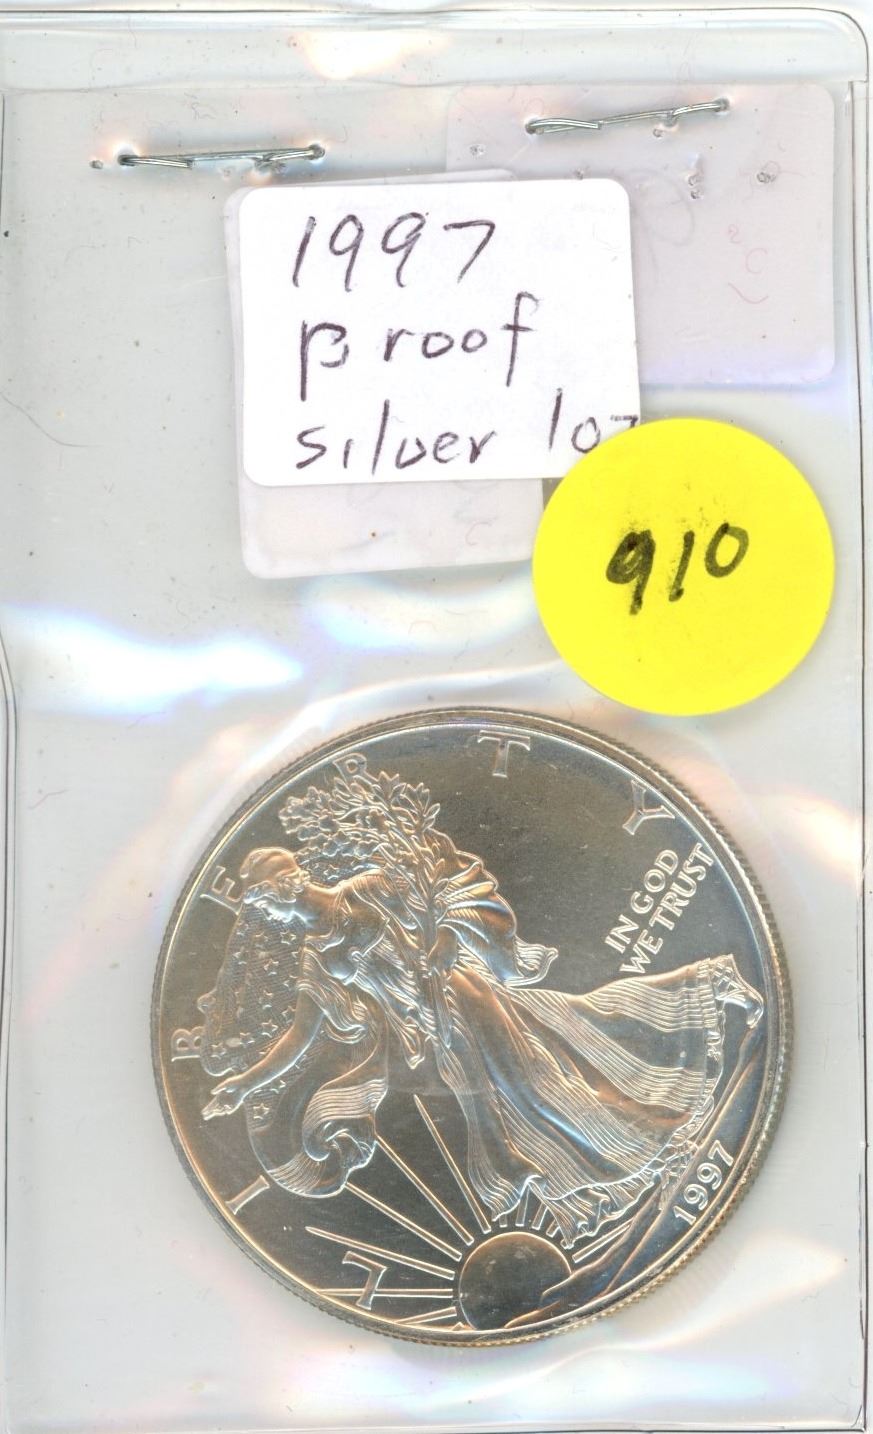 1997
Proof
silver 1oz
910
LIBERTY
IN GOD
WE TRUST
1997